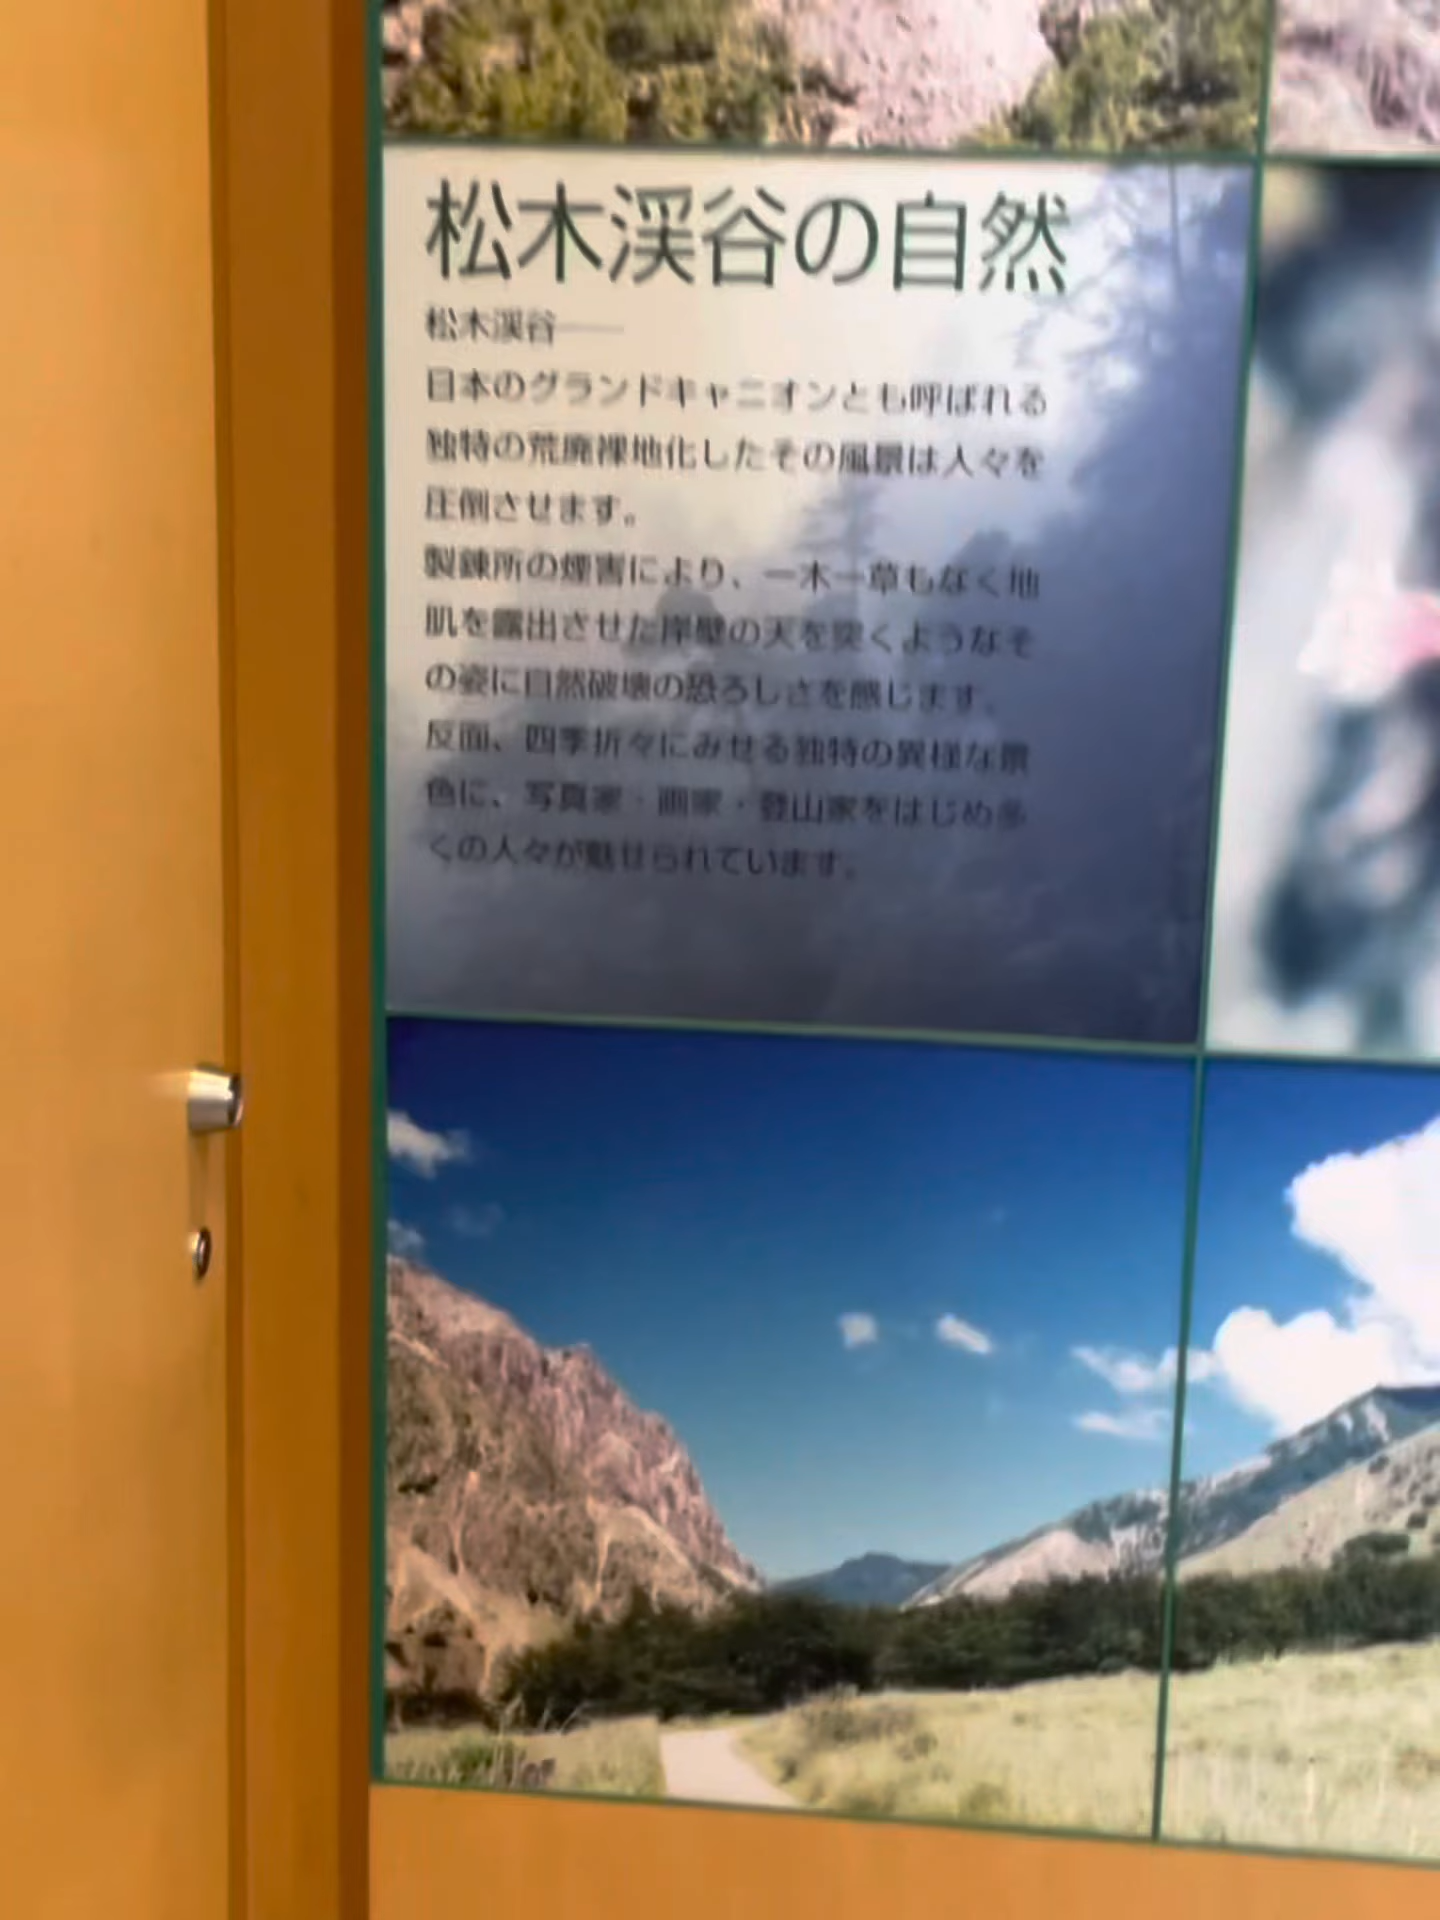 松木渓谷の自然
松木渓谷――
日本のグランドキャニオンとも呼ばれる
独特の荒廃裸地化したその風景は人々を
圧倒させます。
製錬所の煙害により、一木一草もなく地
肌を露出させた岸壁の天を突くようなそ
の姿に自然破壊の恐ろしさを感じます。
反面、四季折々にみせる独特の異様な景
色に、写真家・画家・登山家をはじめ多
くの人々が魅せられています。